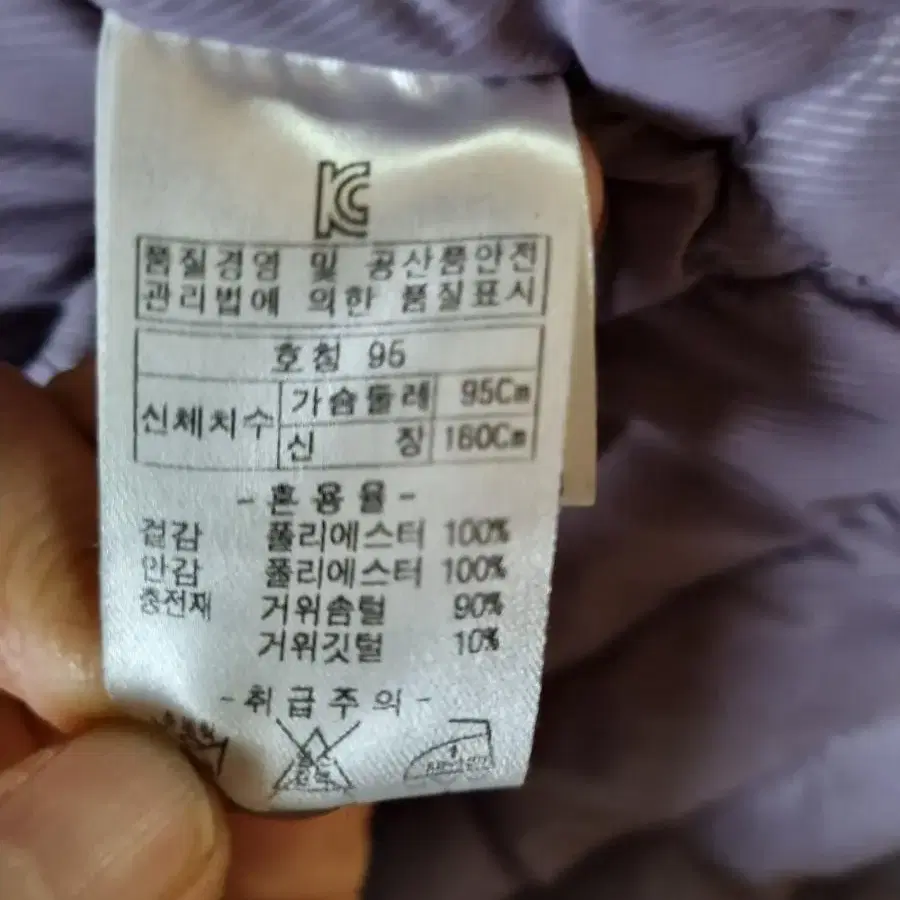 KC
품질경영 및 공산품안전
관리법에 의한 품질표시
호칭 95
신체치수 가슴둘레 95Cm
신 장 160Cm
-혼용율-
겉감 폴리에스터 100%
안감 폴리에스터 100%
충전재 거위솜털 90%
거위깃털 10%
-취급주의-